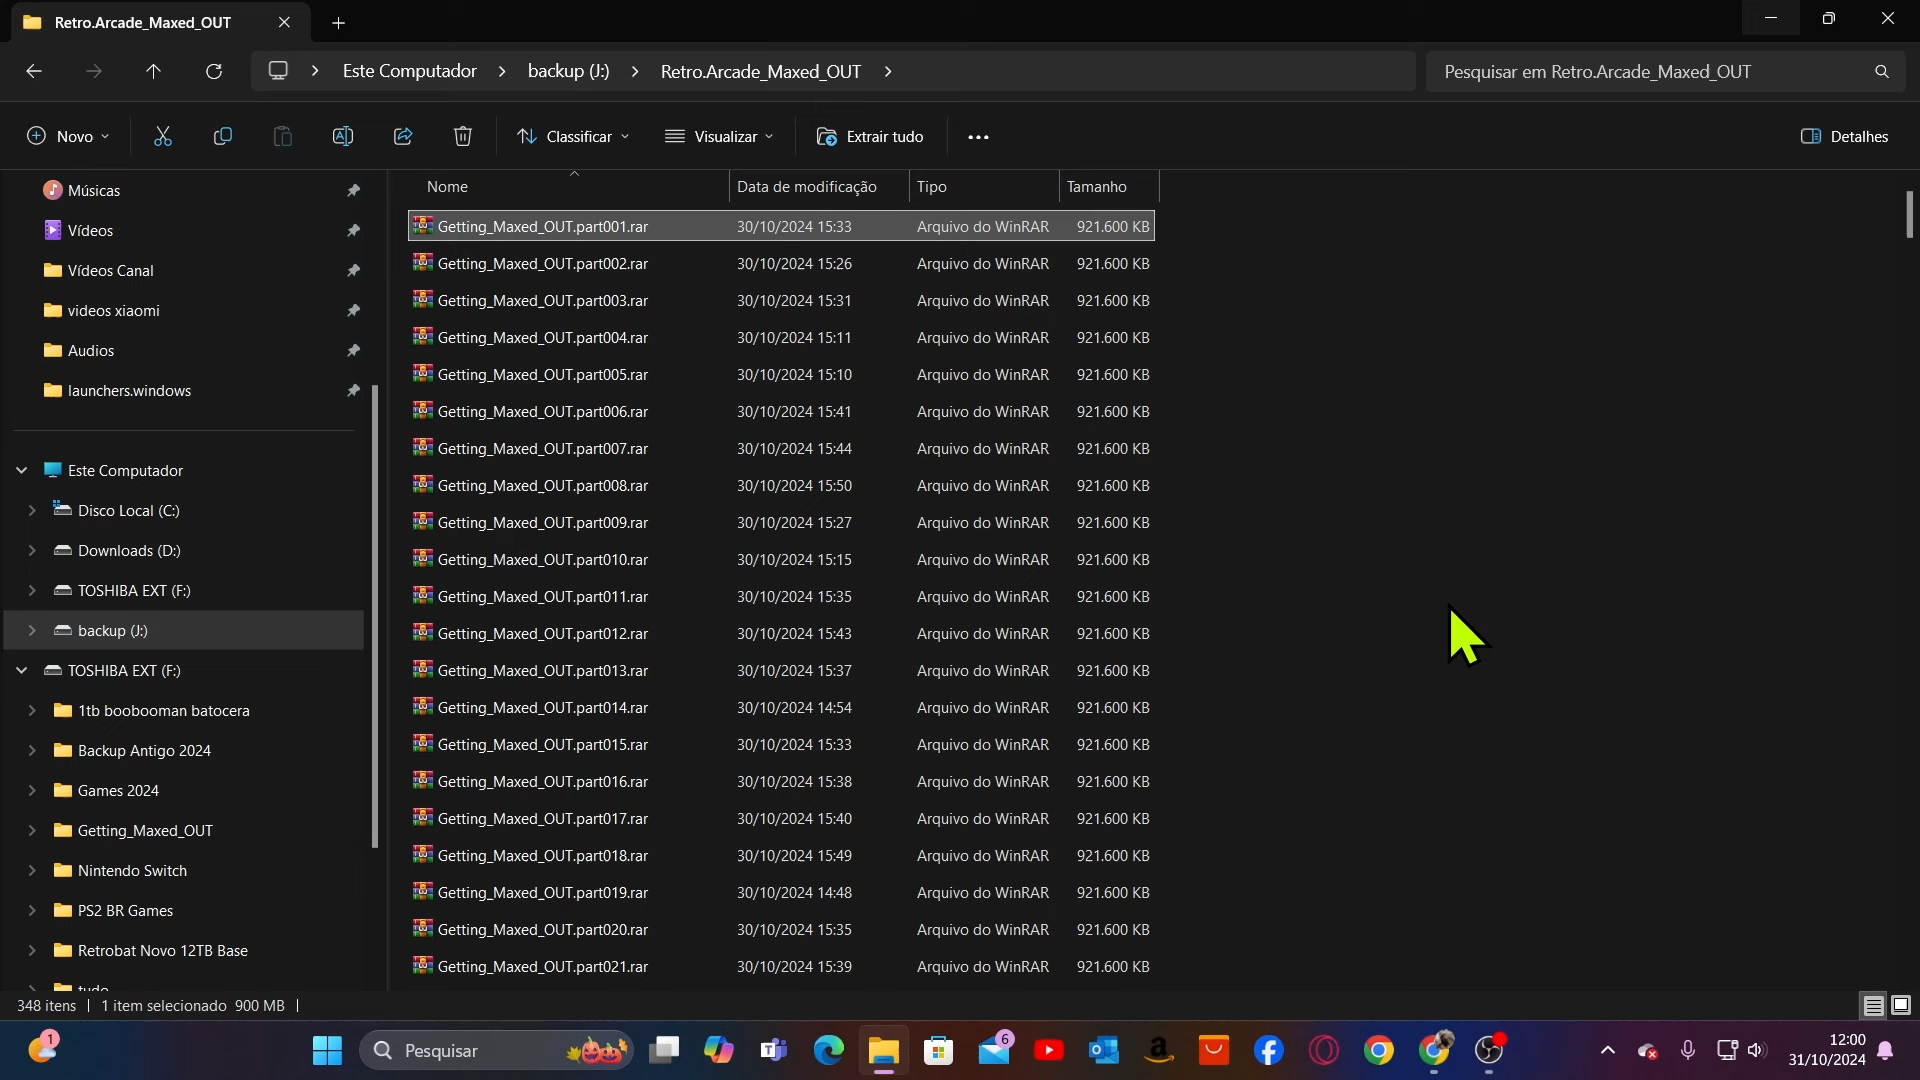 Retro.Arcade_Maxed_OUT
Este Computador > backup (J:) > Retro.Arcade_Maxed_OUT >
Pesquisar em Retro.Arcade_Maxed_OUT
Novo
Classificar
Visualizar
Extrair tudo
Detalhes
Músicas
Vídeos
Vídeos Canal
videos xiaomi
Audios
launchers.windows
Este Computador
Disco Local (C:)
Downloads (D:)
TOSHIBA EXT (F:)
backup (J:)
TOSHIBA EXT (F:)
1tb boobooman batocera
Backup Antigo 2024
Games 2024
Getting_Maxed_OUT
Nintendo Switch
PS2 BR Games
Retrobat Novo 12TB Base
tudo
Nome Data de modificação Tipo Tamanho
Getting_Maxed_OUT.part001.rar 30/10/2024 15:33 Arquivo do WinRAR 921.600 KB
Getting_Maxed_OUT.part002.rar 30/10/2024 15:26 Arquivo do WinRAR 921.600 KB
Getting_Maxed_OUT.part003.rar 30/10/2024 15:31 Arquivo do WinRAR 921.600 KB
Getting_Maxed_OUT.part004.rar 30/10/2024 15:11 Arquivo do WinRAR 921.600 KB
Getting_Maxed_OUT.part005.rar 30/10/2024 15:10 Arquivo do WinRAR 921.600 KB
Getting_Maxed_OUT.part006.rar 30/10/2024 15:41 Arquivo do WinRAR 921.600 KB
Getting_Maxed_OUT.part007.rar 30/10/2024 15:44 Arquivo do WinRAR 921.600 KB
Getting_Maxed_OUT.part008.rar 30/10/2024 15:50 Arquivo do WinRAR 921.600 KB
Getting_Maxed_OUT.part009.rar 30/10/2024 15:27 Arquivo do WinRAR 921.600 KB
Getting_Maxed_OUT.part010.rar 30/10/2024 15:15 Arquivo do WinRAR 921.600 KB
Getting_Maxed_OUT.part011.rar 30/10/2024 15:35 Arquivo do WinRAR 921.600 KB
Getting_Maxed_OUT.part012.rar 30/10/2024 15:43 Arquivo do WinRAR 921.600 KB
Getting_Maxed_OUT.part013.rar 30/10/2024 15:37 Arquivo do WinRAR 921.600 KB
Getting_Maxed_OUT.part014.rar 30/10/2024 14:54 Arquivo do WinRAR 921.600 KB
Getting_Maxed_OUT.part015.rar 30/10/2024 15:33 Arquivo do WinRAR 921.600 KB
Getting_Maxed_OUT.part016.rar 30/10/2024 15:38 Arquivo do WinRAR 921.600 KB
Getting_Maxed_OUT.part017.rar 30/10/2024 15:40 Arquivo do WinRAR 921.600 KB
Getting_Maxed_OUT.part018.rar 30/10/2024 15:49 Arquivo do WinRAR 921.600 KB
Getting_Maxed_OUT.part019.rar 30/10/2024 14:48 Arquivo do WinRAR 921.600 KB
Getting_Maxed_OUT.part020.rar 30/10/2024 15:35 Arquivo do WinRAR 921.600 KB
Getting_Maxed_OUT.part021.rar 30/10/2024 15:39 Arquivo do WinRAR 921.600 KB
348 itens | 1 item selecionado 900 MB |
1
Pesquisar
6
12:00
31/10/2024